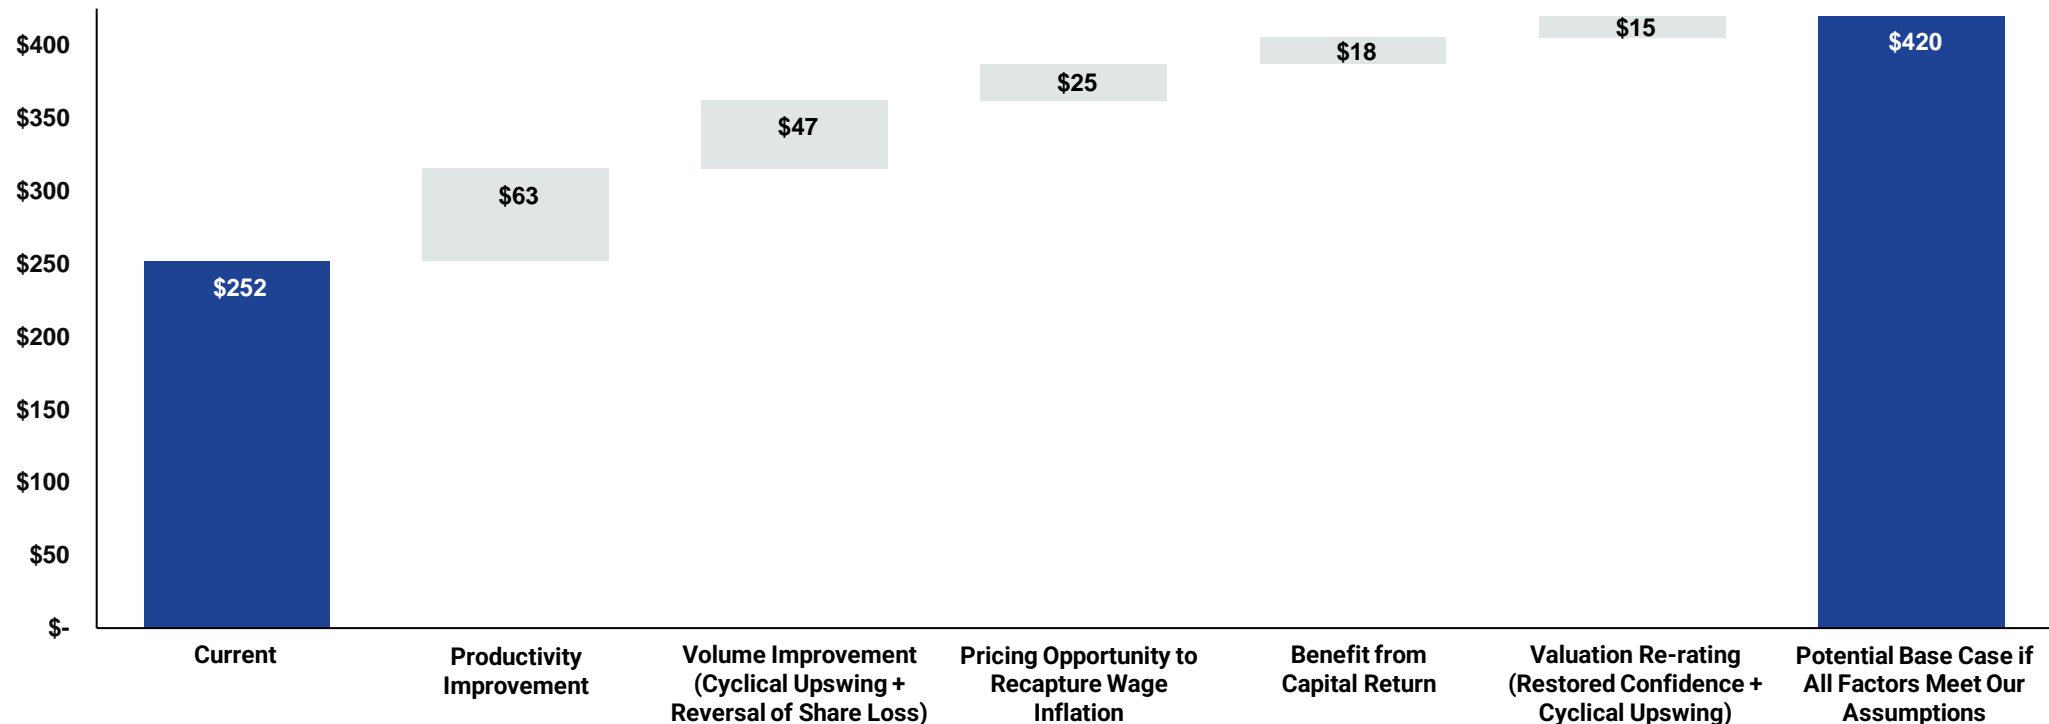 $400
$350
$300
$250
$200
$150
$100
$50
$-
$252
$63
$47
$25
$18
$15
$420
Current
Productivity
Improvement
Volume Improvement
(Cyclical Upswing +
Reversal of Share Loss)
Pricing Opportunity to
Recapture Wage
Inflation
Benefit from
Capital Return
Valuation Re-rating
(Restored Confidence +
Cyclical Upswing)
Potential Base Case if
All Factors Meet Our
Assumptions